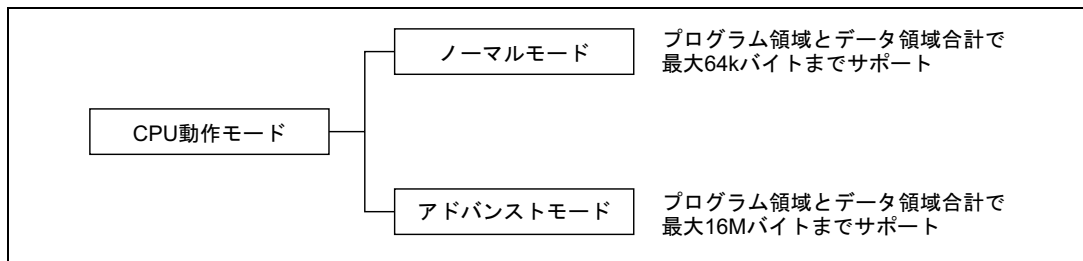 CPU動作モード
ノーマルモード
プログラム領域とデータ領域合計で
最大64kバイトまでサポート
アドバンストモード
プログラム領域とデータ領域合計で
最大16Mバイトまでサポート